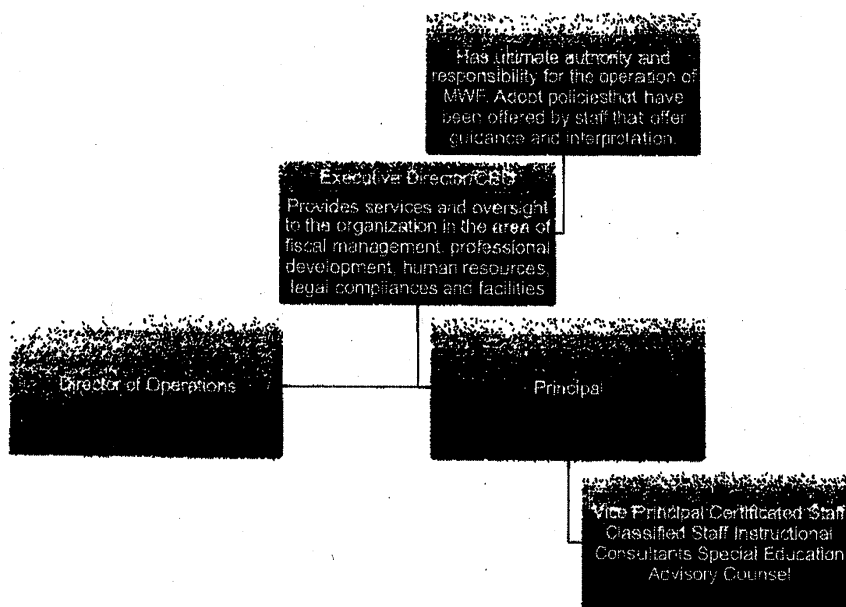 Has ultimate authority and
responsibility for the operation of
MWF. Adopt policiesthat have
been offered by staff that offer
guidance and interprotation.
Executive Director/CEO
Provides services and oversight
to the organization in the area of
fiscal management, professional
development, human resources,
legal compliances and facilities
Director of Operations
Principal
Vice Principal Certificated Staff
Classified Staff Instructional
Consultants Special Education
Advisory Counsel